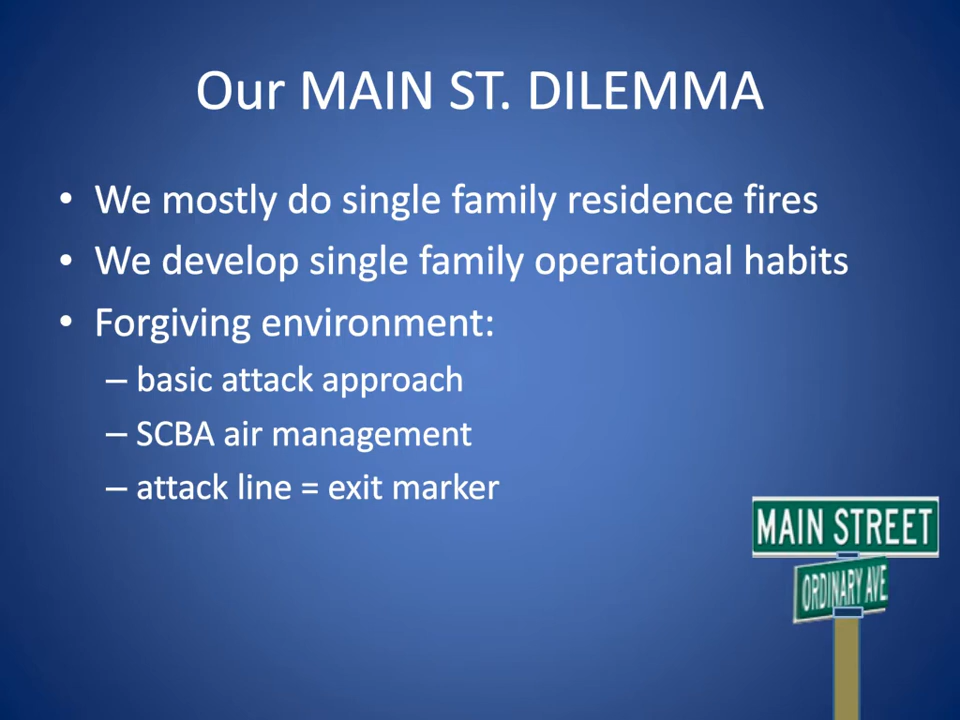 Our MAIN ST. DILEMMA
• We mostly do single family residence fires
• We develop single family operational habits
• Forgiving environment:
– basic attack approach
– SCBA air management
– attack line = exit marker
MAIN STREET
ORDINARY AVE